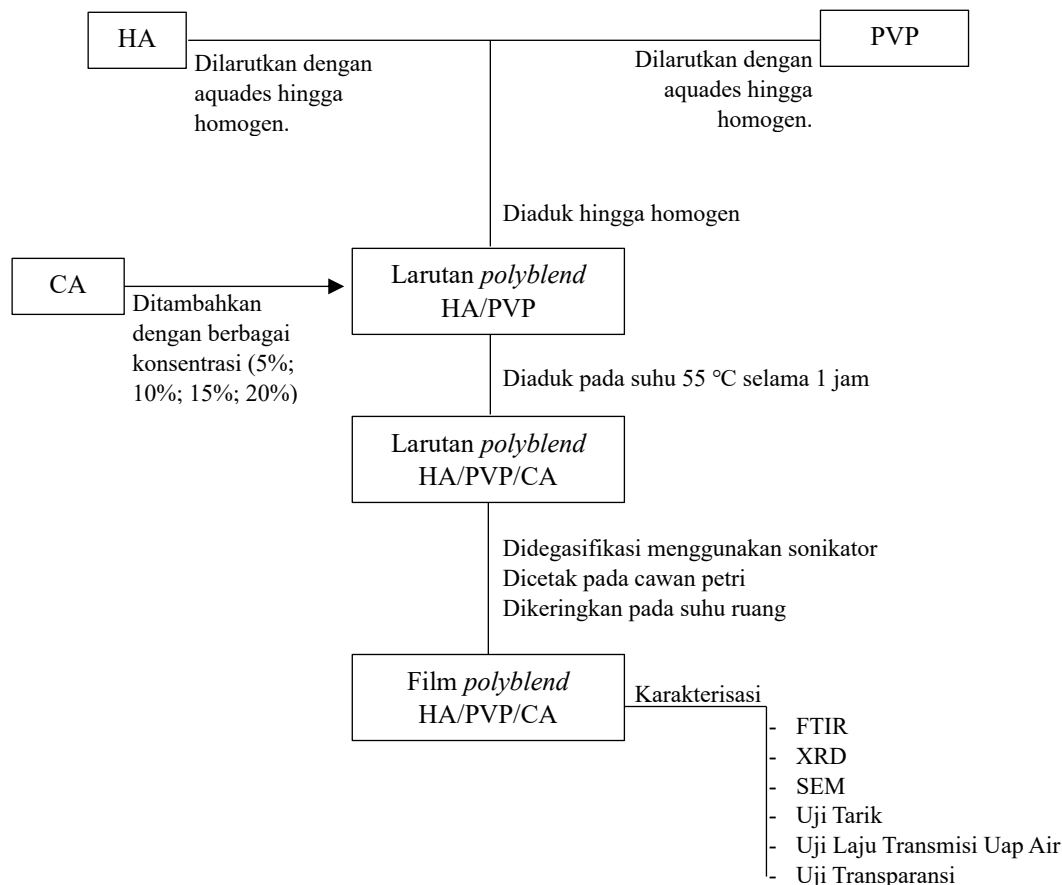 HA
PVP
Dilarutkan dengan
aquades hingga
homogen.
Dilarutkan dengan
aquades hingga
homogen.
Diaduk hingga homogen
CA
Ditambahkan
dengan berbagai
konsentrasi (5%;
10%; 15%; 20%)
Larutan polyblend
HA/PVP
Diaduk pada suhu 55 ℃ selama 1 jam
Larutan polyblend
HA/PVP/CA
Didegasifikasi menggunakan sonikator
Dicetak pada cawan petri
Dikeringkan pada suhu ruang
Film polyblend
HA/PVP/CA
Karakterisasi
- FTIR
- XRD
- SEM
- Uji Tarik
- Uji Laju Transmisi Uap Air
- Uji Transparansi